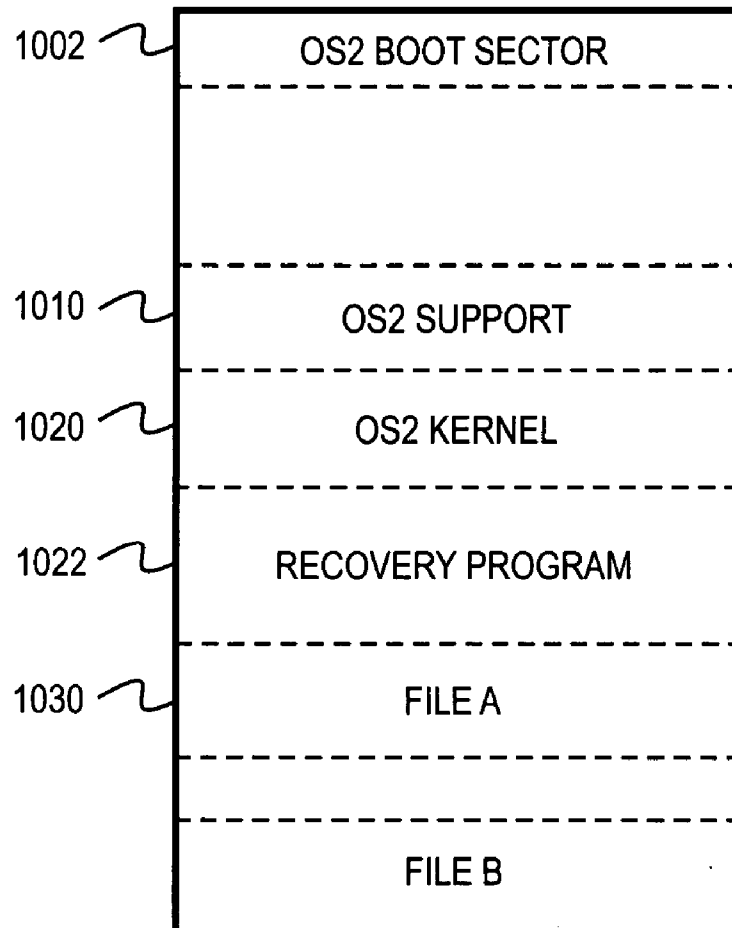 1002 OS2 BOOT SECTOR
1010 OS2 SUPPORT
1020 OS2 KERNEL
1022 RECOVERY PROGRAM
1030 FILE A
FILE B